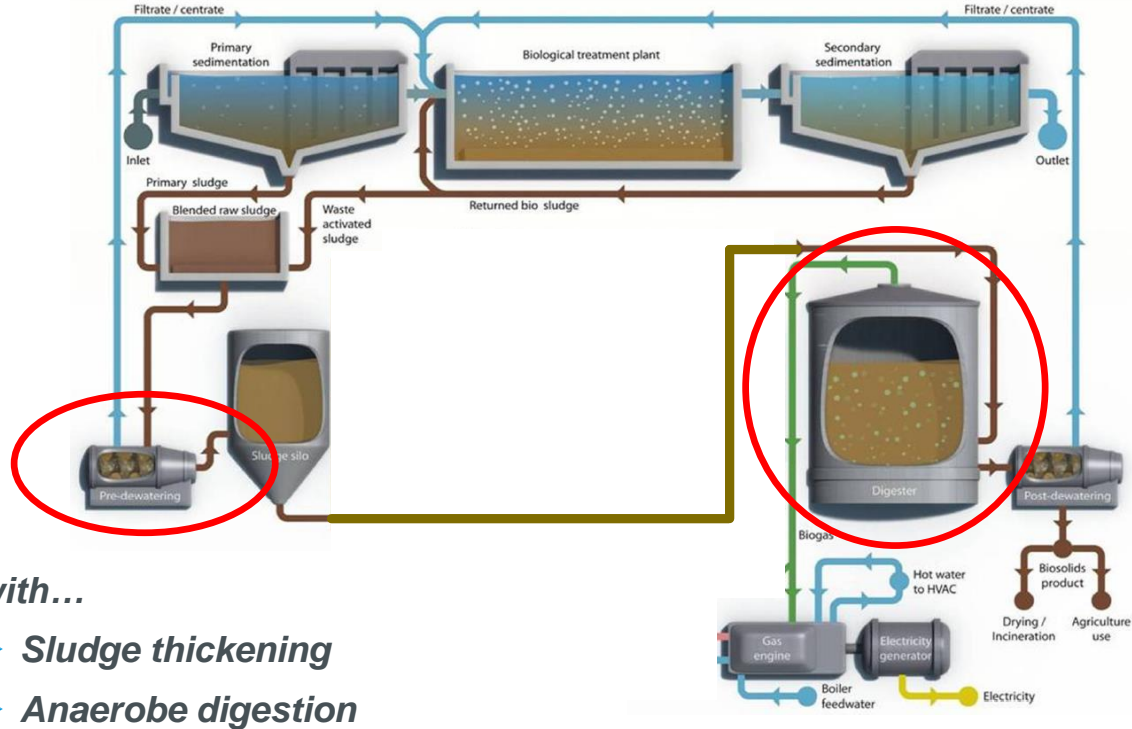 Filtrate / centrate
Filtrate / centrate
Primary
sedimentation
Biological treatment plant
Secondary
sedimentation
Inlet
Outlet
Primary sludge
Blended raw sludge
Waste
activated
sludge
Returned bio sludge
Sludge silo
Pre-dewatering
Digester
Post-dewatering
Biogas
Biosolids
product
Hot water
to HVAC
Drying /
Incineration
Agriculture
use
Gas
engine
Electricity
generator
Boiler
feedwater
Electricity
with...
Sludge thickening
Anaerobe digestion